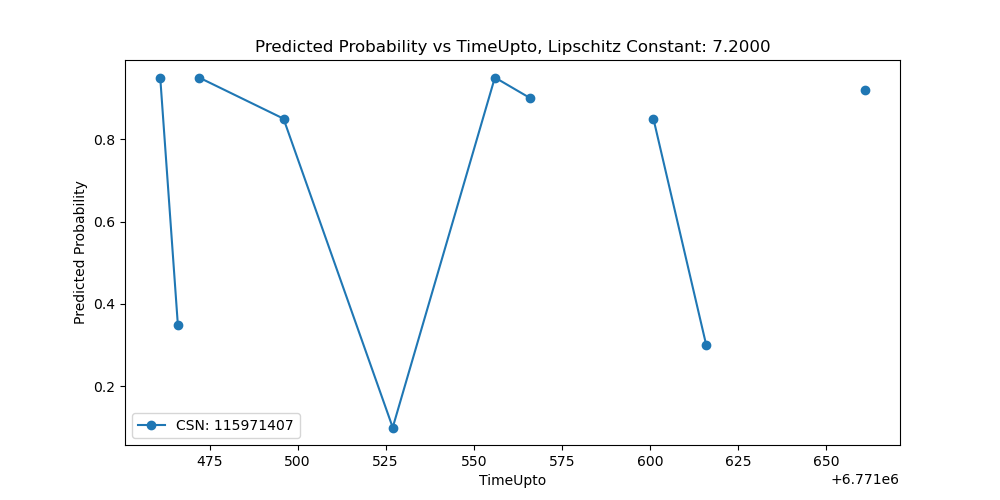 Predicted Probability vs TimeUpto, Lipschitz Constant: 7.2000
Predicted Probability
0.8
0.6
0.4
0.2
CSN: 115971407
475 500 525 550 575 600 625 650
+6.771e6
TimeUpto